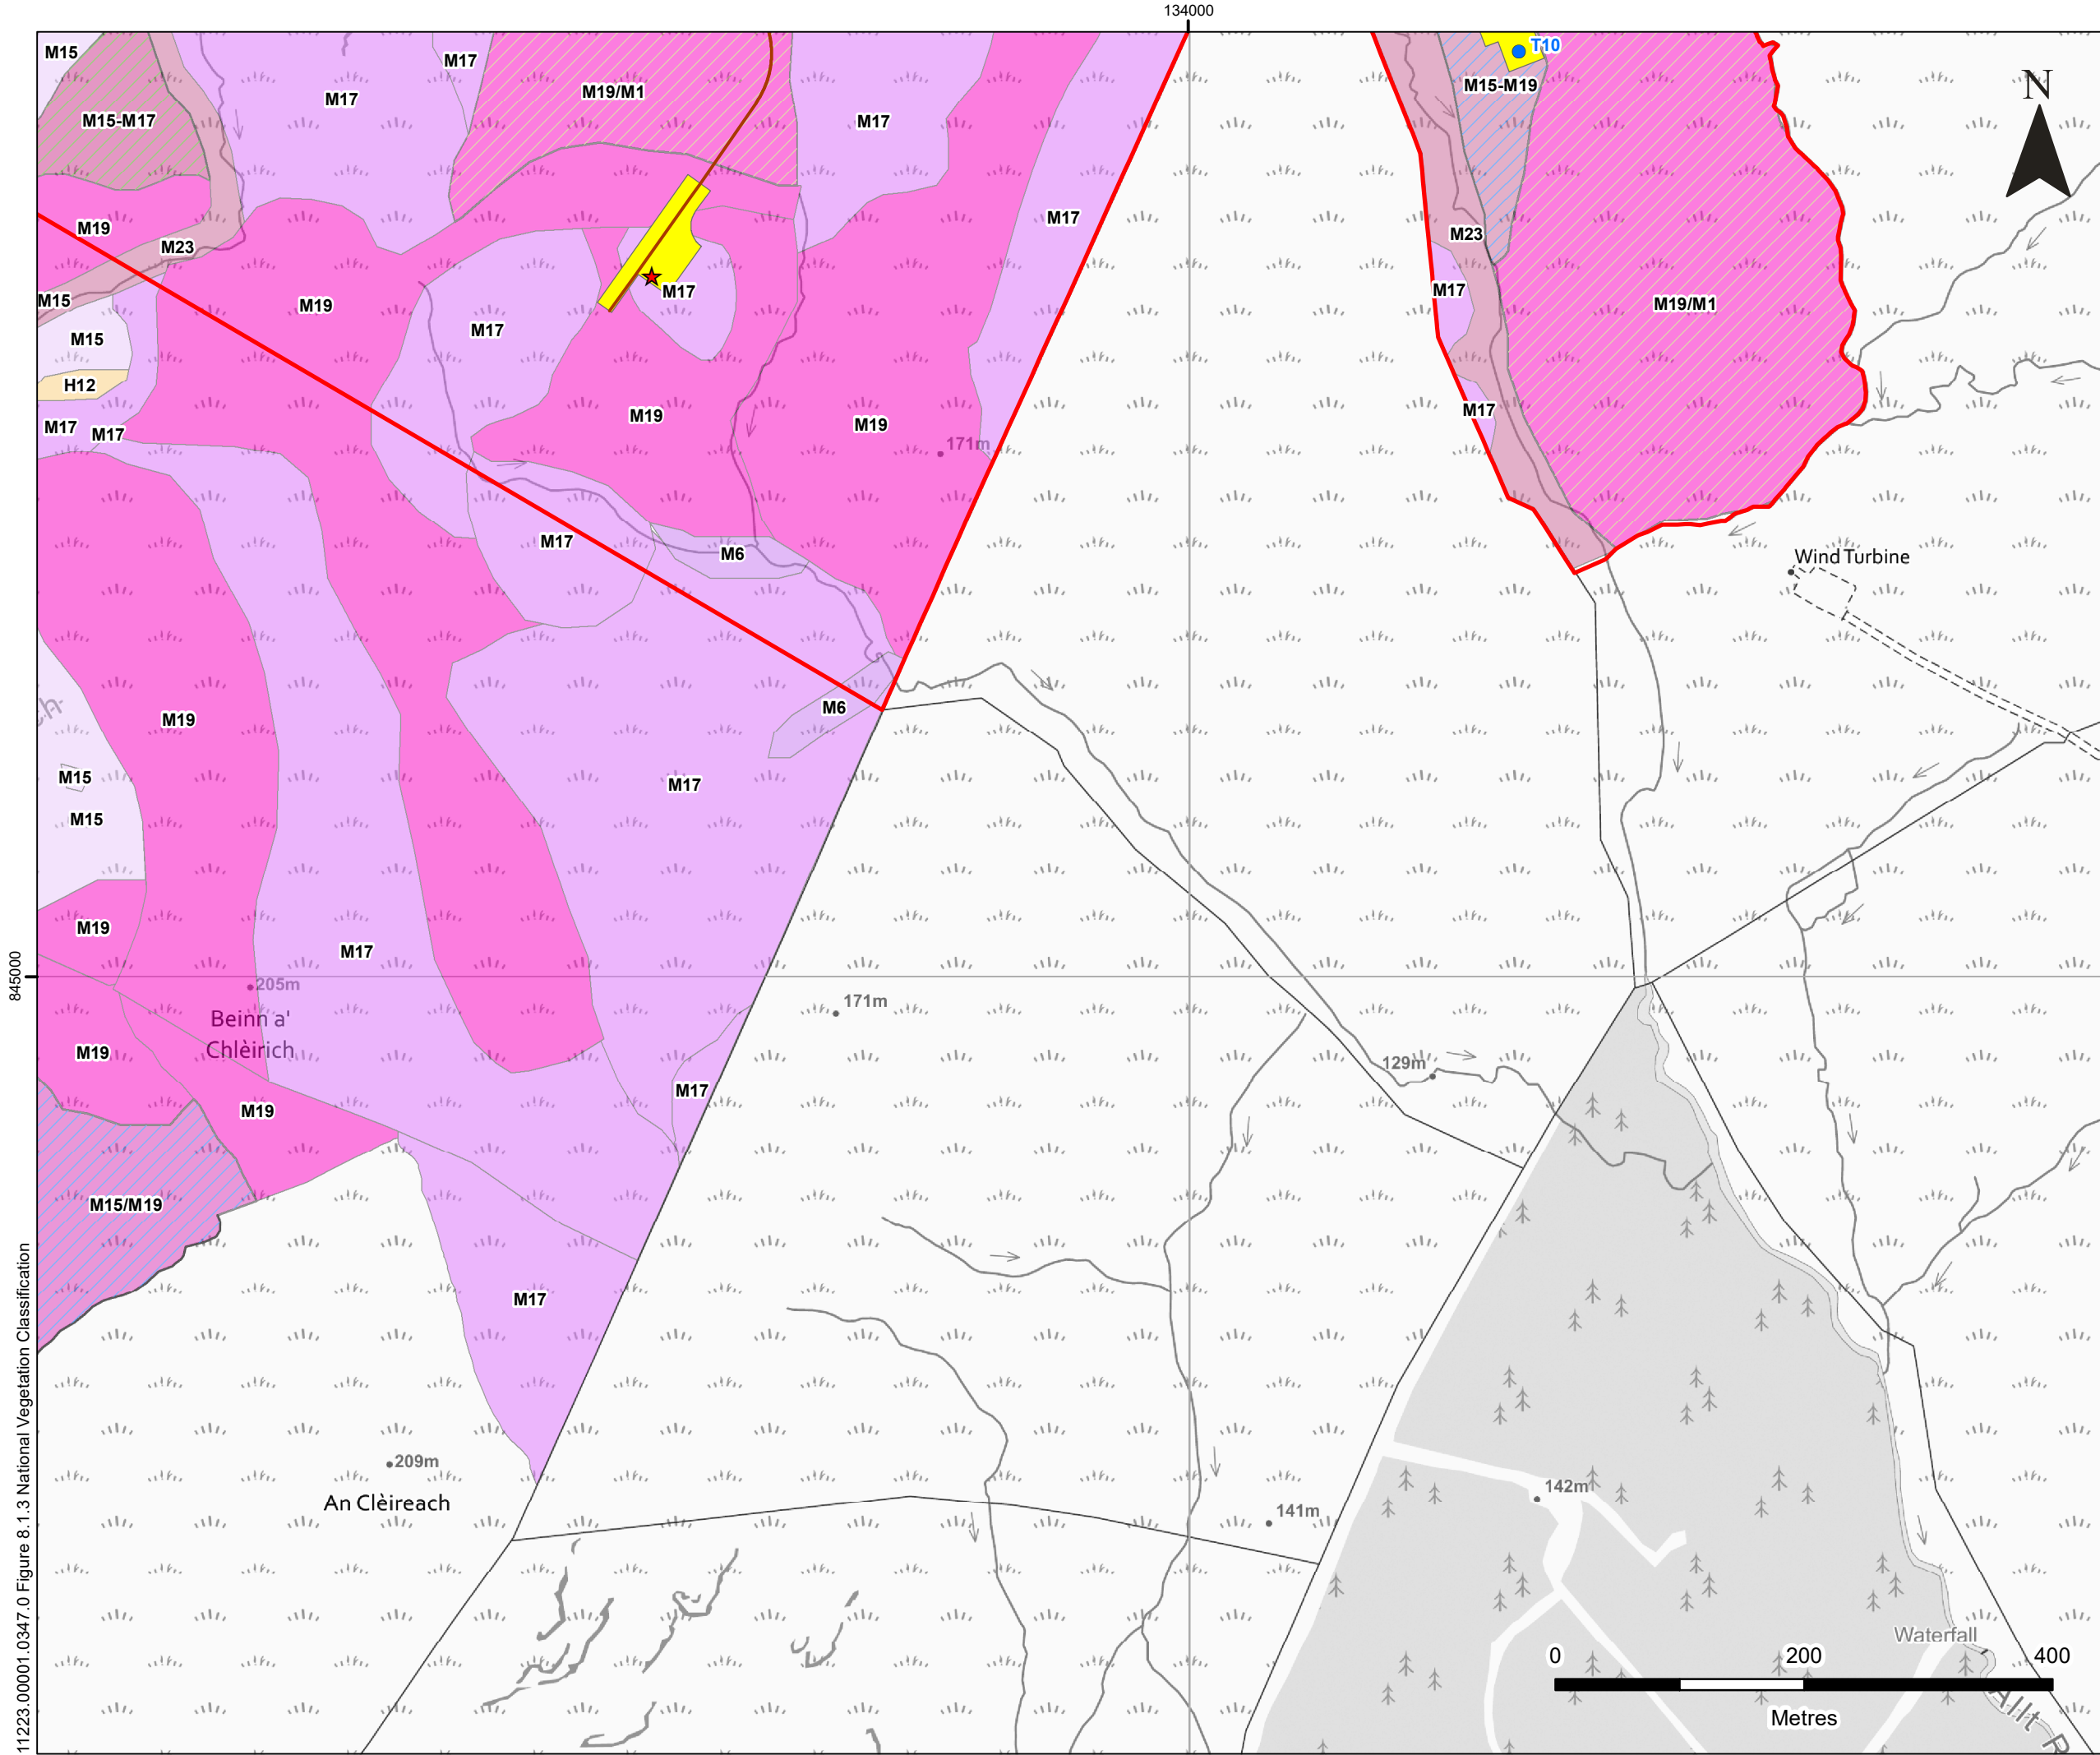 134000
M15
M17
M17
M19/M1
M15-M17
M17
M15-M19
T10
N
M19
M23
M17
M23
M15
M19
M17
M17
M17
M19/M1
M15
H12
M17
M17
M19
M19
M17
171m
M17
M6
Wind Turbine
M19
M6
M15
M17
M15
M19
M17
845000
205m
Beinn a'
Chlèirich
171m
M19
129m
M17
M19
M15/M19
M17
209m
An Clèireach
142m
141m
Waterfall
0 200 400
Metres
Allt
11223.00001.0347.0 Figure 8.1.3 National Vegetation Classification